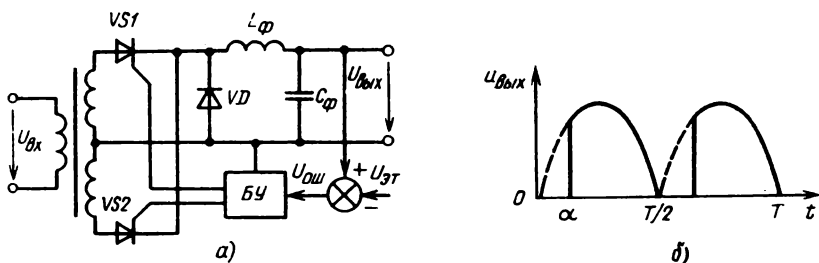 VS1
Lф
Uвх
VD
Cф
Uвых
VS2
БУ
Uош
+ Uэт
−
а)
uвых
0
α
T/2
T
t
б)